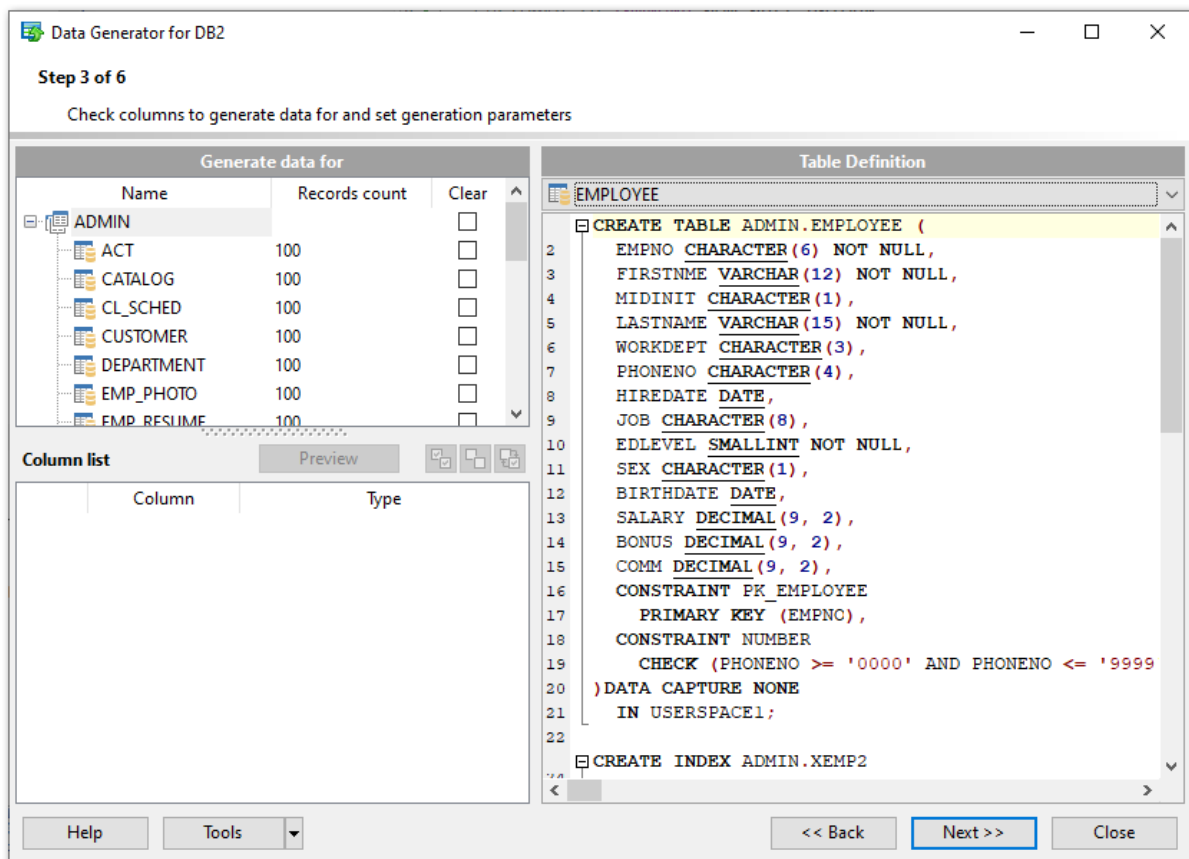 Data Generator for DB2
Step 3 of 6
Check columns to generate data for and set generation parameters
Generate data for
Name Records count Clear
ADMIN
ACT 100
CATALOG 100
CL_SCHED 100
CUSTOMER 100
DEPARTMENT 100
EMP_PHOTO 100
EMP_RESUME 100
Column list Preview
Column Type
Table Definition
EMPLOYEE
CREATE TABLE ADMIN.EMPLOYEE (
2 EMPNO CHARACTER(6) NOT NULL,
3 FIRSTNME VARCHAR(12) NOT NULL,
4 MIDINIT CHARACTER(1),
5 LASTNAME VARCHAR(15) NOT NULL,
6 WORKDEPT CHARACTER(3),
7 PHONENO CHARACTER(4),
8 HIREDATE DATE,
9 JOB CHARACTER(8),
10 EDLEVEL SMALLINT NOT NULL,
11 SEX CHARACTER(1),
12 BIRTHDATE DATE,
13 SALARY DECIMAL(9, 2),
14 BONUS DECIMAL(9, 2),
15 COMM DECIMAL(9, 2),
16 CONSTRAINT PK_EMPLOYEE
17 PRIMARY KEY (EMPNO),
18 CONSTRAINT NUMBER
19 CHECK (PHONENO >= '0000' AND PHONENO <= '9999
20 )DATA CAPTURE NONE
21 IN USERSPACE1;
22
CREATE INDEX ADMIN.XEMP2
Help Tools << Back Next >> Close